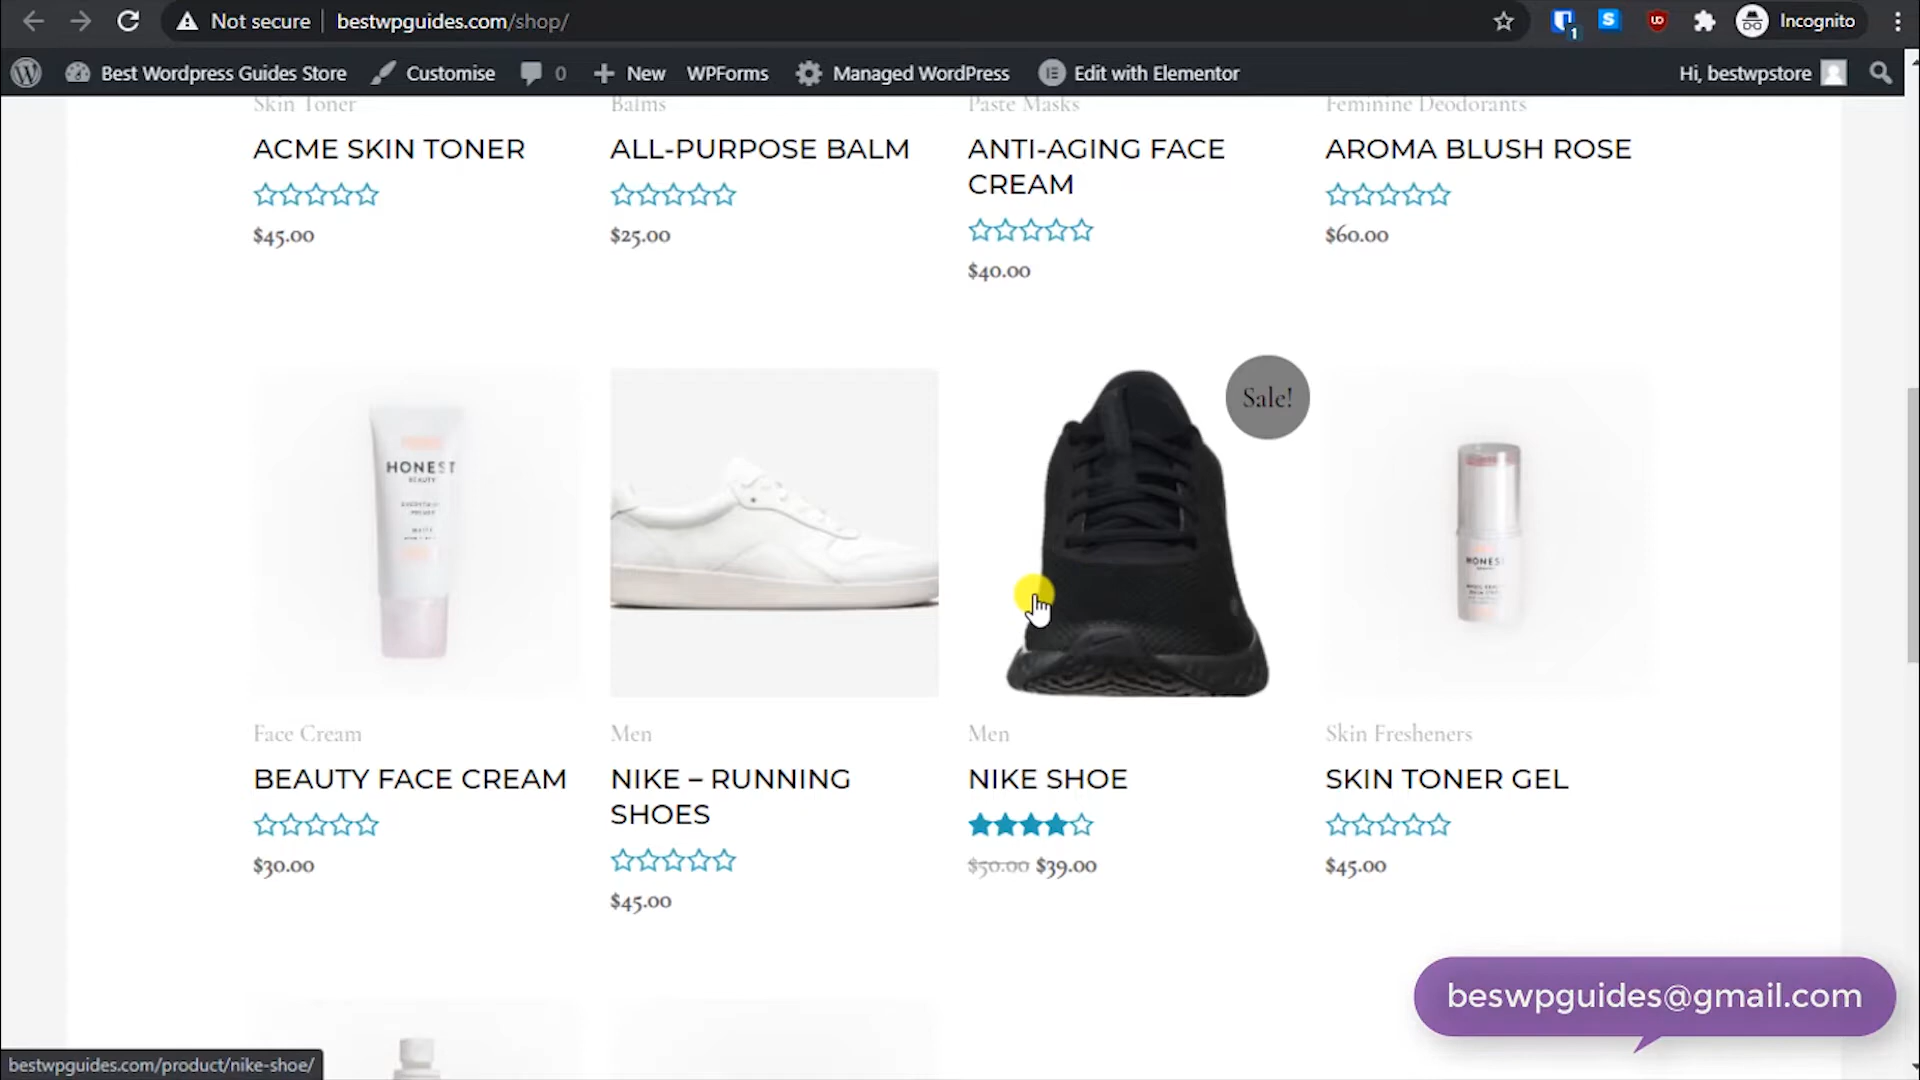 Not secure bestwpguides.com/shop/ 1 Incognito
Best Wordpress Guides Store Customise 0 New WPForms Managed WordPress Edit with Elementor Hi, bestwpstore
Skin Toner
ACME SKIN TONER
$45.00
Balms
ALL-PURPOSE BALM
$25.00
Paste Masks
ANTI-AGING FACE
CREAM
$40.00
Feminine Deodorants
AROMA BLUSH ROSE
$60.00
HONEST
BEAUTY
Face Cream
BEAUTY FACE CREAM
$30.00
Men
NIKE – RUNNING
SHOES
$45.00
Sale!
Men
NIKE SHOE
$50.00 $39.00
HONEST
Skin Fresheners
SKIN TONER GEL
$45.00
beswpguides@gmail.com
bestwpguides.com/product/nike-shoe/